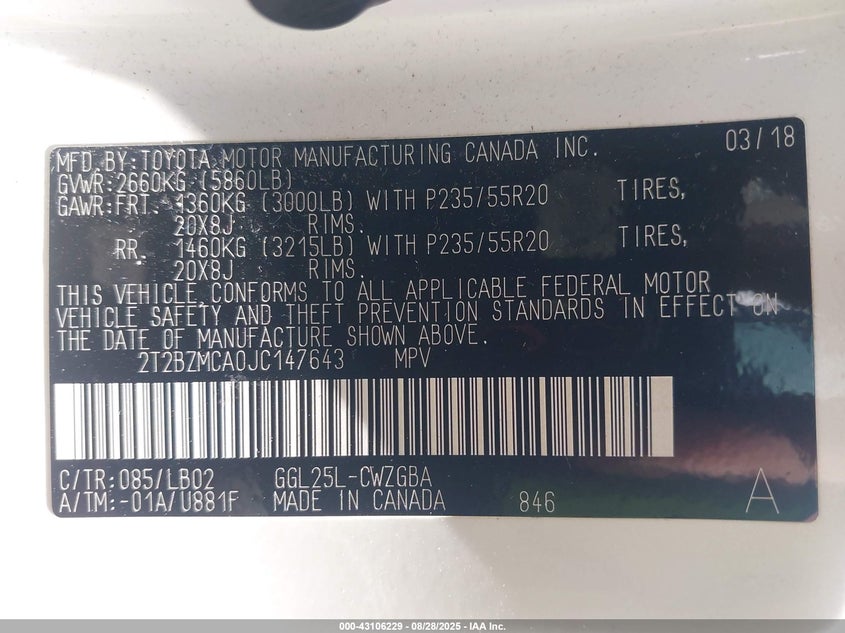 03/18
MFD BY:TOYOTA MOTOR MANUFACTURING CANADA INC.
GVWR:2660KG (5860LB)
GAWR:FRT. 1360KG (3000LB) WITH P235/55R20 TIRES,
20X8J RIMS.
RR. 1460KG (3215LB) WITH P235/55R20 TIRES,
20X8J RIMS.
THIS VEHICLE CONFORMS TO ALL APPLICABLE FEDERAL MOTOR
VEHICLE SAFETY AND THEFT PREVENTION STANDARDS IN EFFECT ON
THE DATE OF MANUFACTURE SHOWN ABOVE.
2T2BZMCA0JC147643 MPV
C/TR:085/LB02 GGL25L-CWZGBA
A/TM:-01A/U881F MADE IN CANADA 846 A
000-43106229 - 08/28/2025 - IAA Inc.